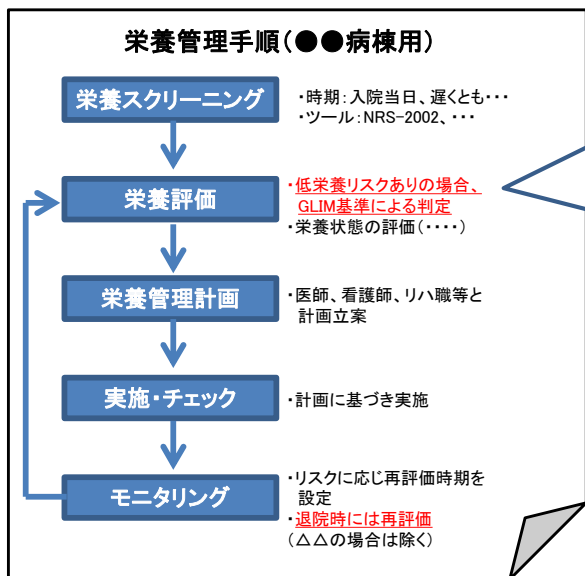 栄養管理手順(●●病棟用)
栄養スクリーニング
・時期:入院当日、遅くとも・・・
・ツール:NRS-2002、・・・
栄養評価
・低栄養リスクありの場合、
GLIM基準による判定
・栄養状態の評価(・・・・)
栄養管理計画
・医師、看護師、リハ職等と
計画立案
実施・チェック
・計画に基づき実施
モニタリング
・リスクに応じ再評価時期を
設定
・退院時には再評価
(△△の場合は除く)